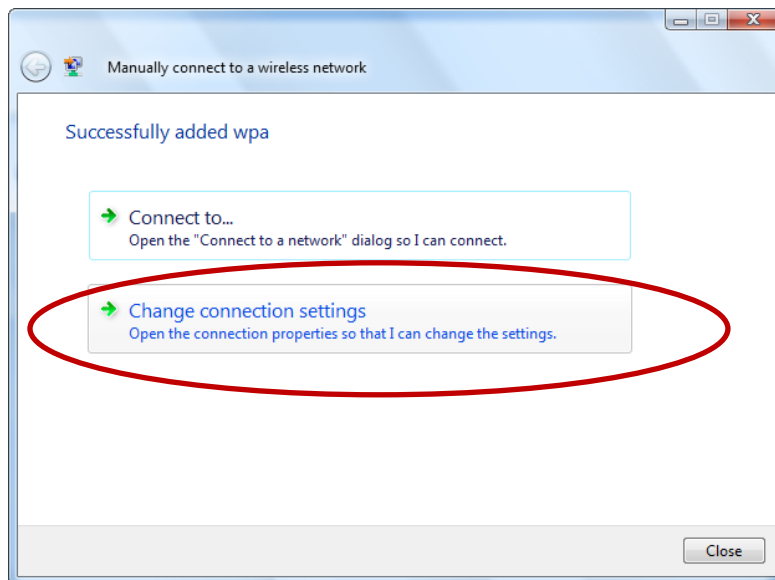 Manually connect to a wireless network
Successfully added wpa
Connect to...
Open the "Connect to a network" dialog so I can connect.
Change connection settings
Open the connection properties so that I can change the settings.
Close